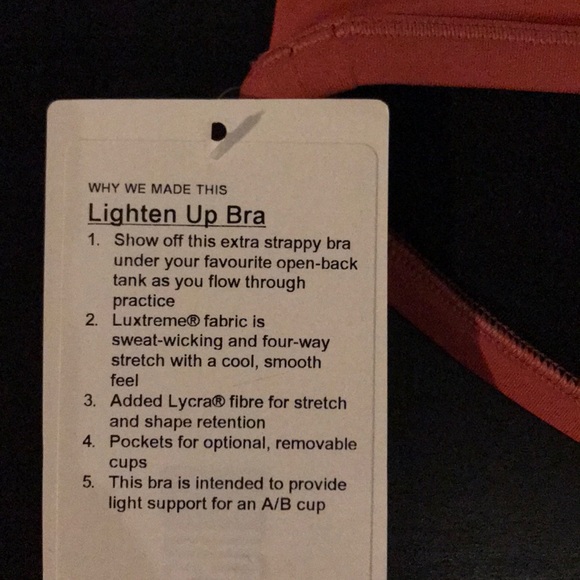 WHY WE MADE THIS
Lighten Up Bra
1. Show off this extra strappy bra
under your favourite open-back
tank as you flow through
practice
2. Luxtreme® fabric is
sweat-wicking and four-way
stretch with a cool, smooth
feel
3. Added Lycra® fibre for stretch
and shape retention
4. Pockets for optional, removable
cups
5. This bra is intended to provide
light support for an A/B cup